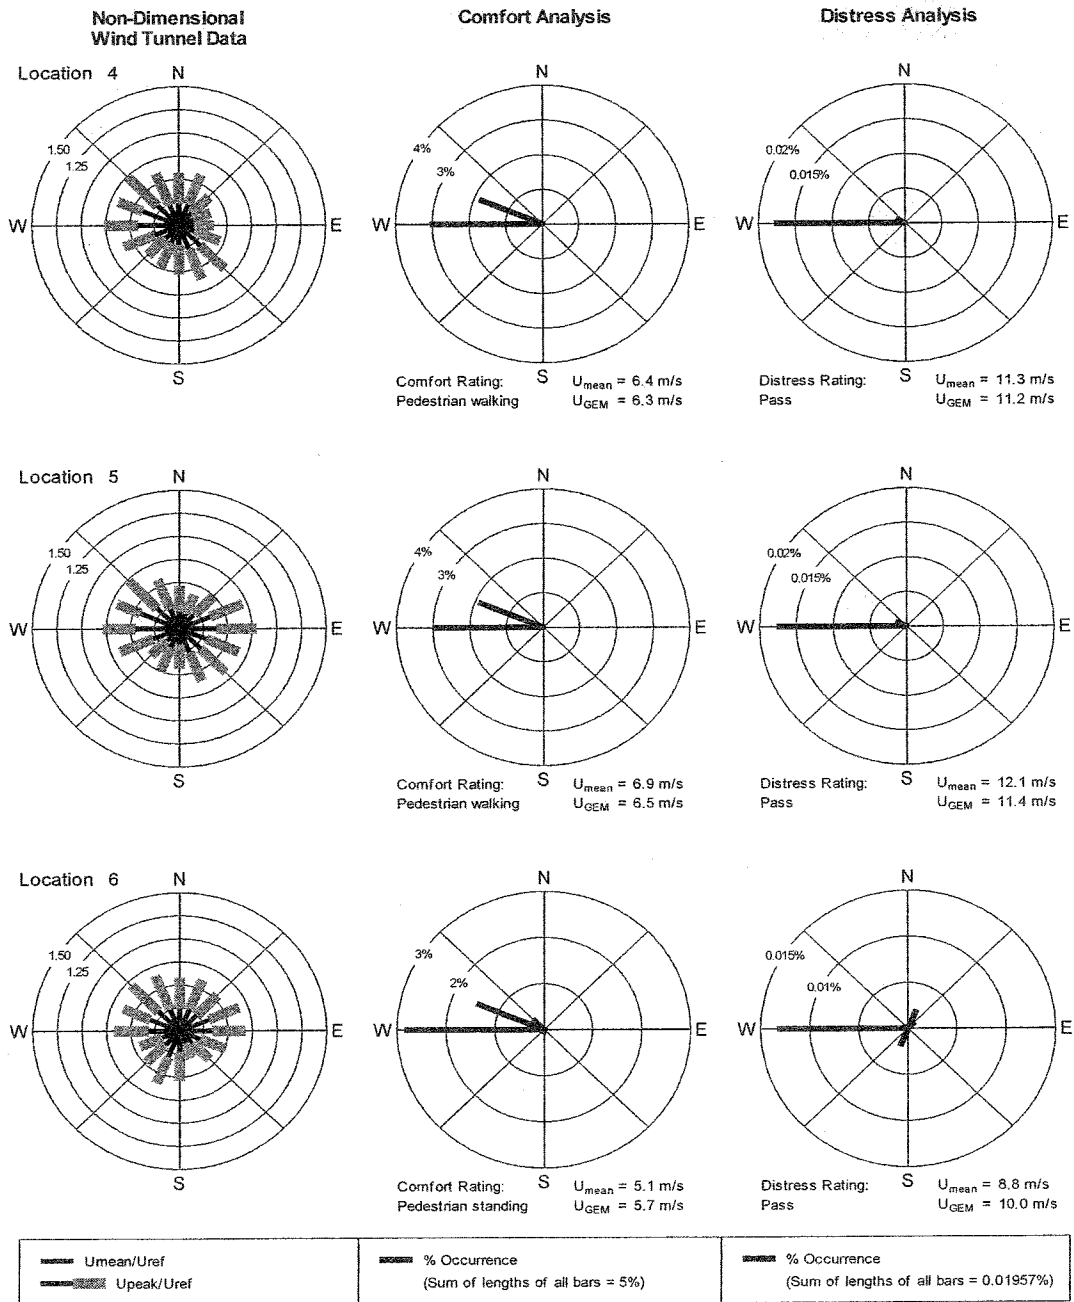 Non-Dimensional
Wind Tunnel Data
Comfort Analysis
Distress Analysis
Location 4
N
1.50
1.25
W
E
S
N
4%
3%
S
Comfort Rating:
Pedestrian walking
Umean = 6.4 m/s
UGEM = 6.3 m/s
N
0.02%
0.015%
W
E
Distress Rating:
Pass
Umean = 11.3 m/s
UGEM = 11.2 m/s
Location 5
N
1.50
1.25
W
E
S
N
4%
3%
W
E
S
Comfort Rating:
Pedestrian walking
Umean = 6.9 m/s
UGEM = 6.5 m/s
N
0.02%
0.015%
W
E
S
Distress Rating:
Pass
Umean = 12.1 m/s
UGEM = 11.4 m/s
Location 6
N
1.50
1.25
W
E
S
N
3%
2%
W
E
S
Comfort Rating:
Pedestrian standing
Umean = 5.1 m/s
UGEM = 5.7 m/s
N
0.015%
0.01%
W
E
S
Distress Rating:
Pass
Umean = 8.8 m/s
UGEM = 10.0 m/s
Umean/Uref
Upeak/Uref
% Occurrence
(Sum of lengths of all bars = 5%)
% Occurrence
(Sum of lengths of all bars = 0.01957%)